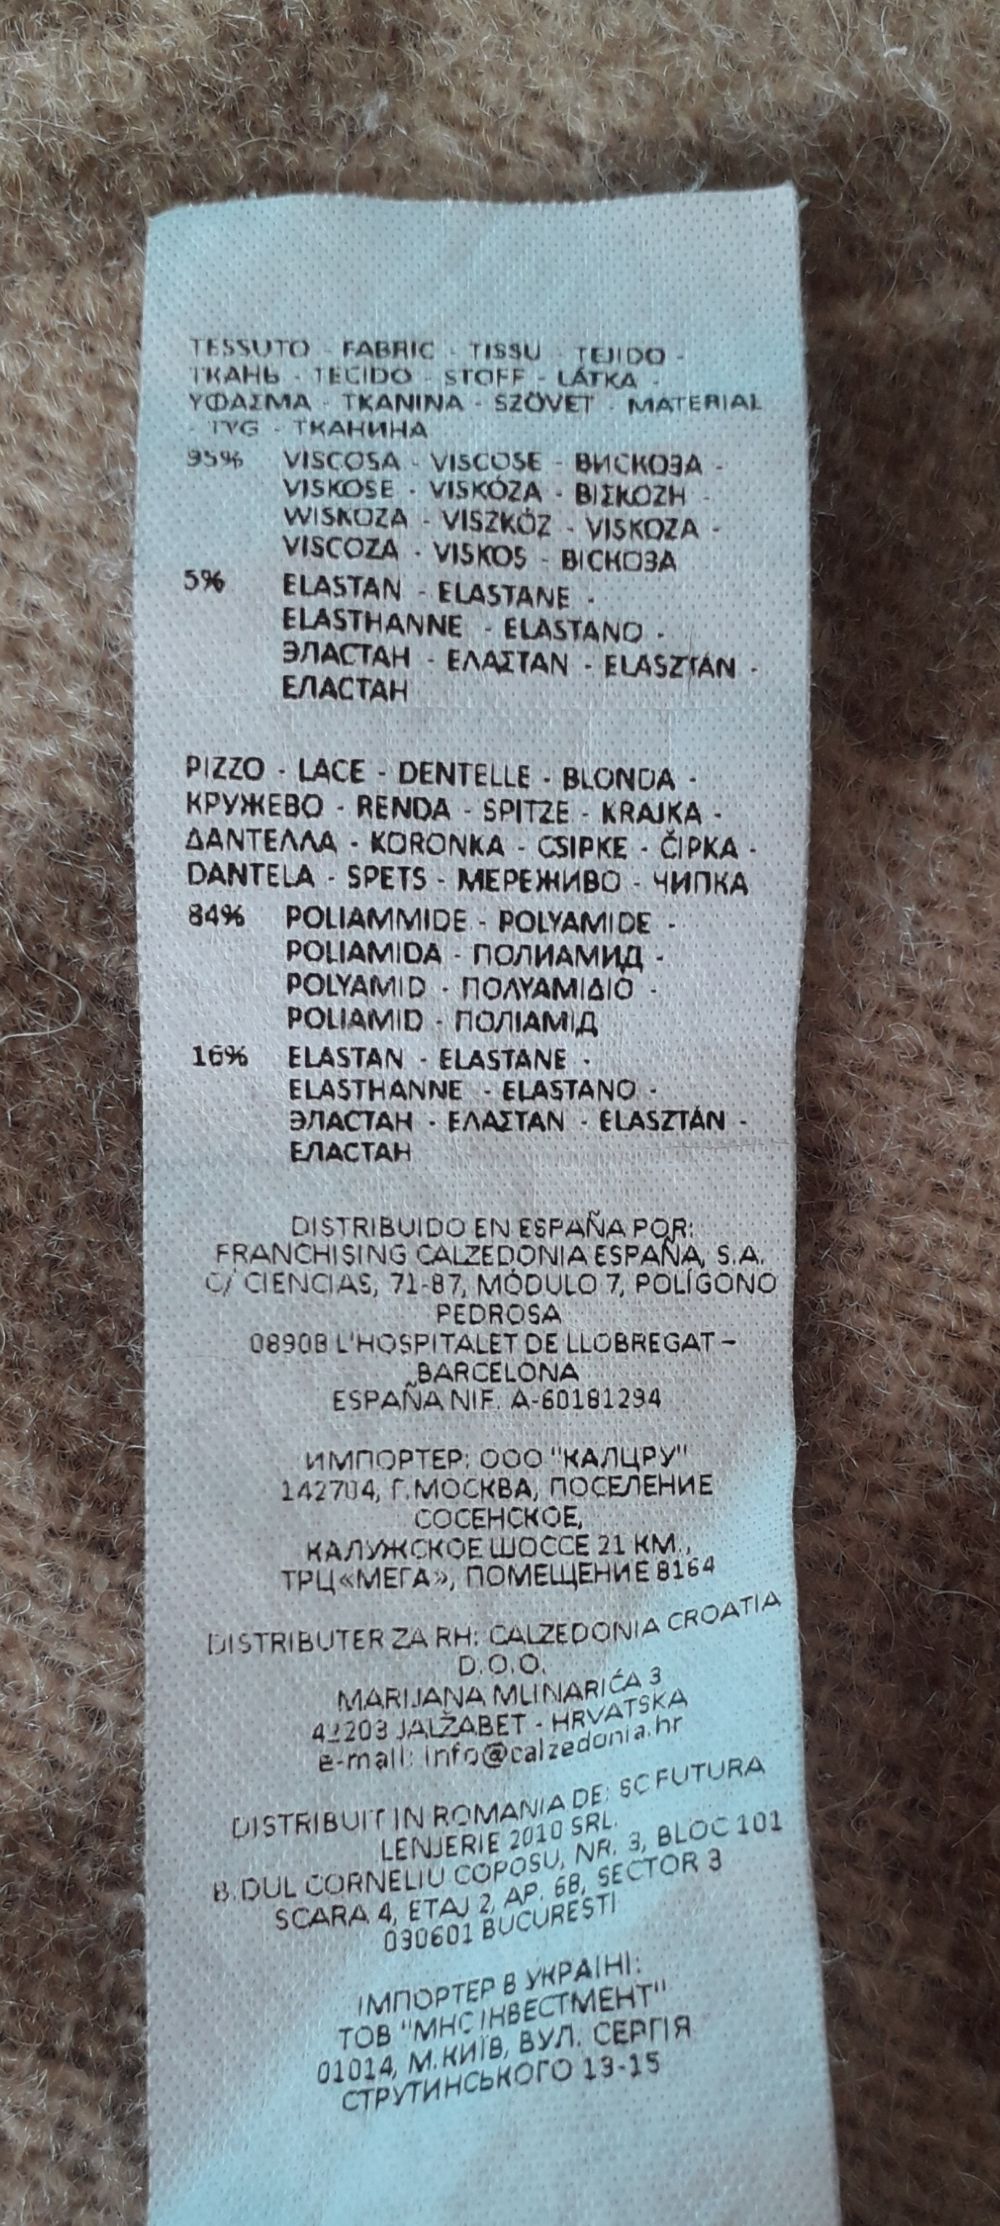 TESSUTO - FABRIC - TISSU - TEJIDO -
ТКАНЬ - TECIDO - STOFF - LÁTKA -
ΥΦΑΣΜΑ - TKANINA - SZÖVET - MATERIAL
- TYG - ТКАНИНА
95% VISCOSA - VISCOSE - ВИСКОЗА -
VISKOSE - VISKÓZA - ΒΙΣΚΟΖΗ -
WISKOZA - VISZKÓZ - VISKOZA -
VISCOZA - VISKOS - ВІСКОЗА
5% ELASTAN - ELASTANE -
ELASTHANNE - ELASTANO -
ЭЛАСТАН - ΕΛΑΣΤΑΝ - ELASZTÁN -
ЕЛАСТАН
PIZZO - LACE - DENTELLE - BLONDA -
КРУЖЕВО - RENDA - SPITZE - KRAJKA -
ΔΑΝΤΕΛΛΑ - KORONKA - CSIPKE - ČIPKA -
DANTELA - SPETS - МЕРЕЖИВО - ЧИПКА
84% POLIAMMIDE - POLYAMIDE -
POLIAMIDA - ПОЛИАМИД -
POLYAMID - ΠΟΛΥΑΜΙΔΙΟ -
POLIAMID - ПОЛІАМІД
16% ELASTAN - ELASTANE -
ELASTHANNE - ELASTANO -
ЭЛАСТАН - ΕΛΑΣΤΑΝ - ELASZTÁN -
ЕЛАСТАН
DISTRIBUIDO EN ESPAÑA POR:
FRANCHISING CALZEDONIA ESPAÑA, S.A.
C/ CIENCIAS, 71-87, MÓDULO 7, POLÍGONO
PEDROSA
08908 L'HOSPITALET DE LLOBREGAT –
BARCELONA
ESPAÑA NIF. A-60181294
ИМПОРТЕР: ООО "КАЛЦРУ"
142704, Г.МОСКВА, ПОСЕЛЕНИЕ
СОСЕНСКОЕ,
КАЛУЖСКОЕ ШОССЕ 21 КМ.,
ТРЦ«МЕГА», ПОМЕЩЕНИЕ 8164
DISTRIBUTER ZA RH: CALZEDONIA CROATIA
D.O.O.
MARIJANA MLINARIĆA 3
42203 JALŽABET - HRVATSKA
e-mail: info@calzedonia.hr
DISTRIBUIT IN ROMANIA DE: SC FUTURA
LENJERIE 2010 SRL.
B.DUL CORNELIU COPOSU, NR. 3, BLOC 101
SCARA 4, ETAJ 2, AP. 68, SECTOR 3
030601 BUCURESTI
ІМПОРТЕР В УКРАІНІ:
ТОВ "МНС ІНВЕСТМЕНТ"
01014, М.КИЇВ, ВУЛ. СЕРГІЯ
СТРУТИНСЬКОГО 13-15